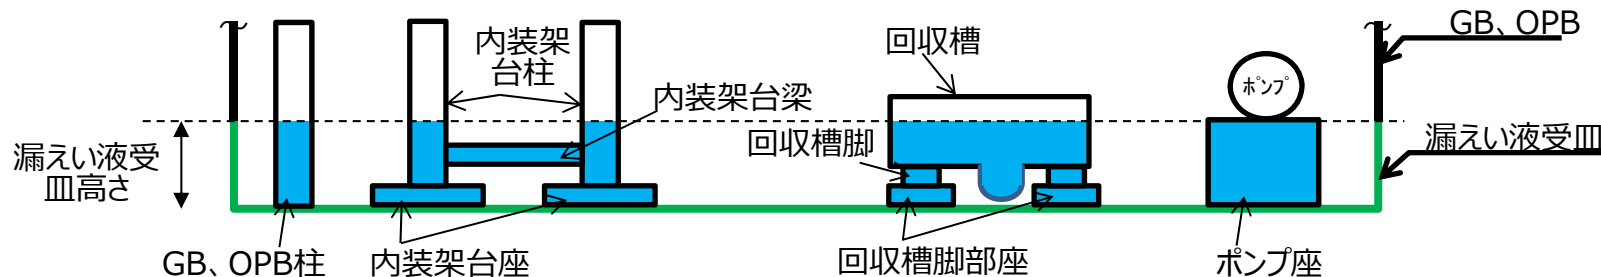 GB、OPB
内装架
台柱
回収槽
ポンプ
内装架台梁
漏えい液受皿
回収槽脚
漏えい液受
皿高さ
GB、OPB柱
内装架台座
回収槽脚部座
ポンプ座